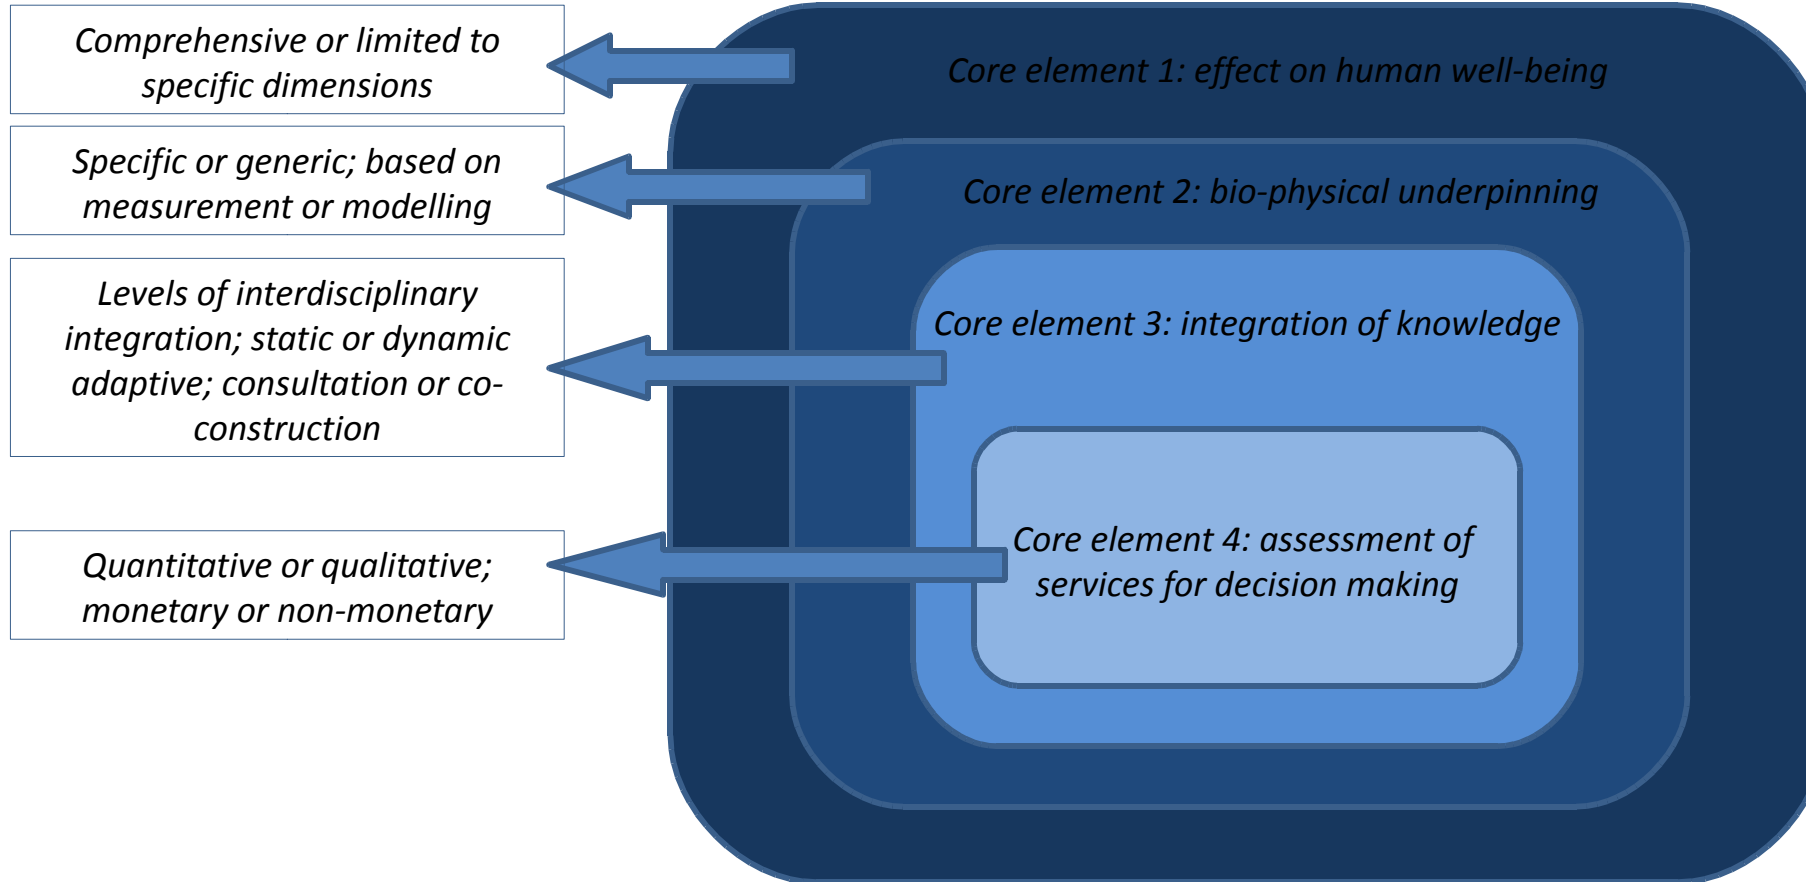 Comprehensive or limited to
specific dimensions
Core element 1: effect on human well-being
Specific or generic; based on
measurement or modelling
Core element 2: bio-physical underpinning
Levels of interdisciplinary
integration; static or dynamic
adaptive; consultation or co-
construction
Core element 3: integration of knowledge
Quantitative or qualitative;
monetary or non-monetary
Core element 4: assessment of
services for decision making